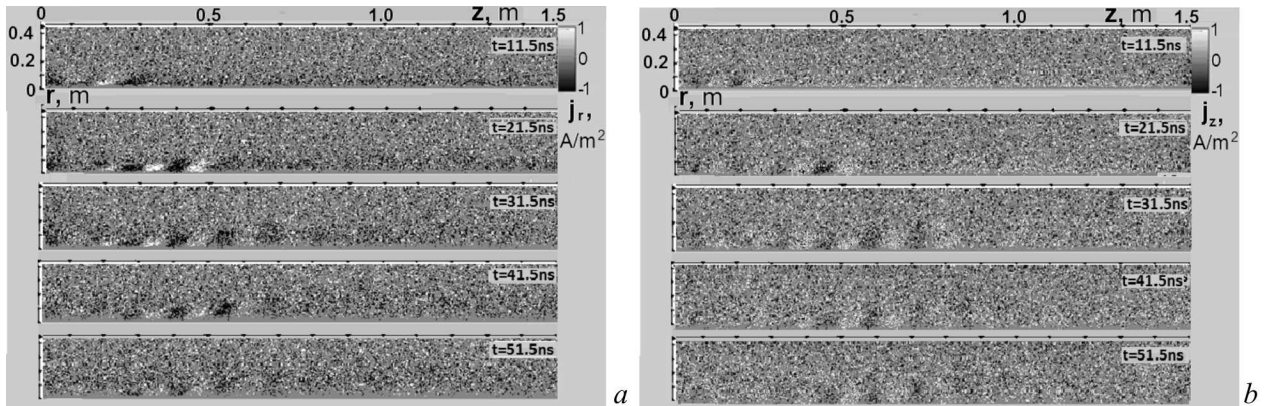 0 0.5 z, m 1.0 1.5
0.4
0.2
0
t=11.5ns
1
0
-1
r, m
j r,
A/m²
t=21.5ns
t=31.5ns
t=41.5ns
t=51.5ns
a
0 0.5 1.0 z, m 1.5
0.4
0.2
0
t=11.5ns
1
0
-1
r, m
j z,
A/m²
t=21.5ns
t=31.5ns
t=41.5ns
t=51.5ns
b